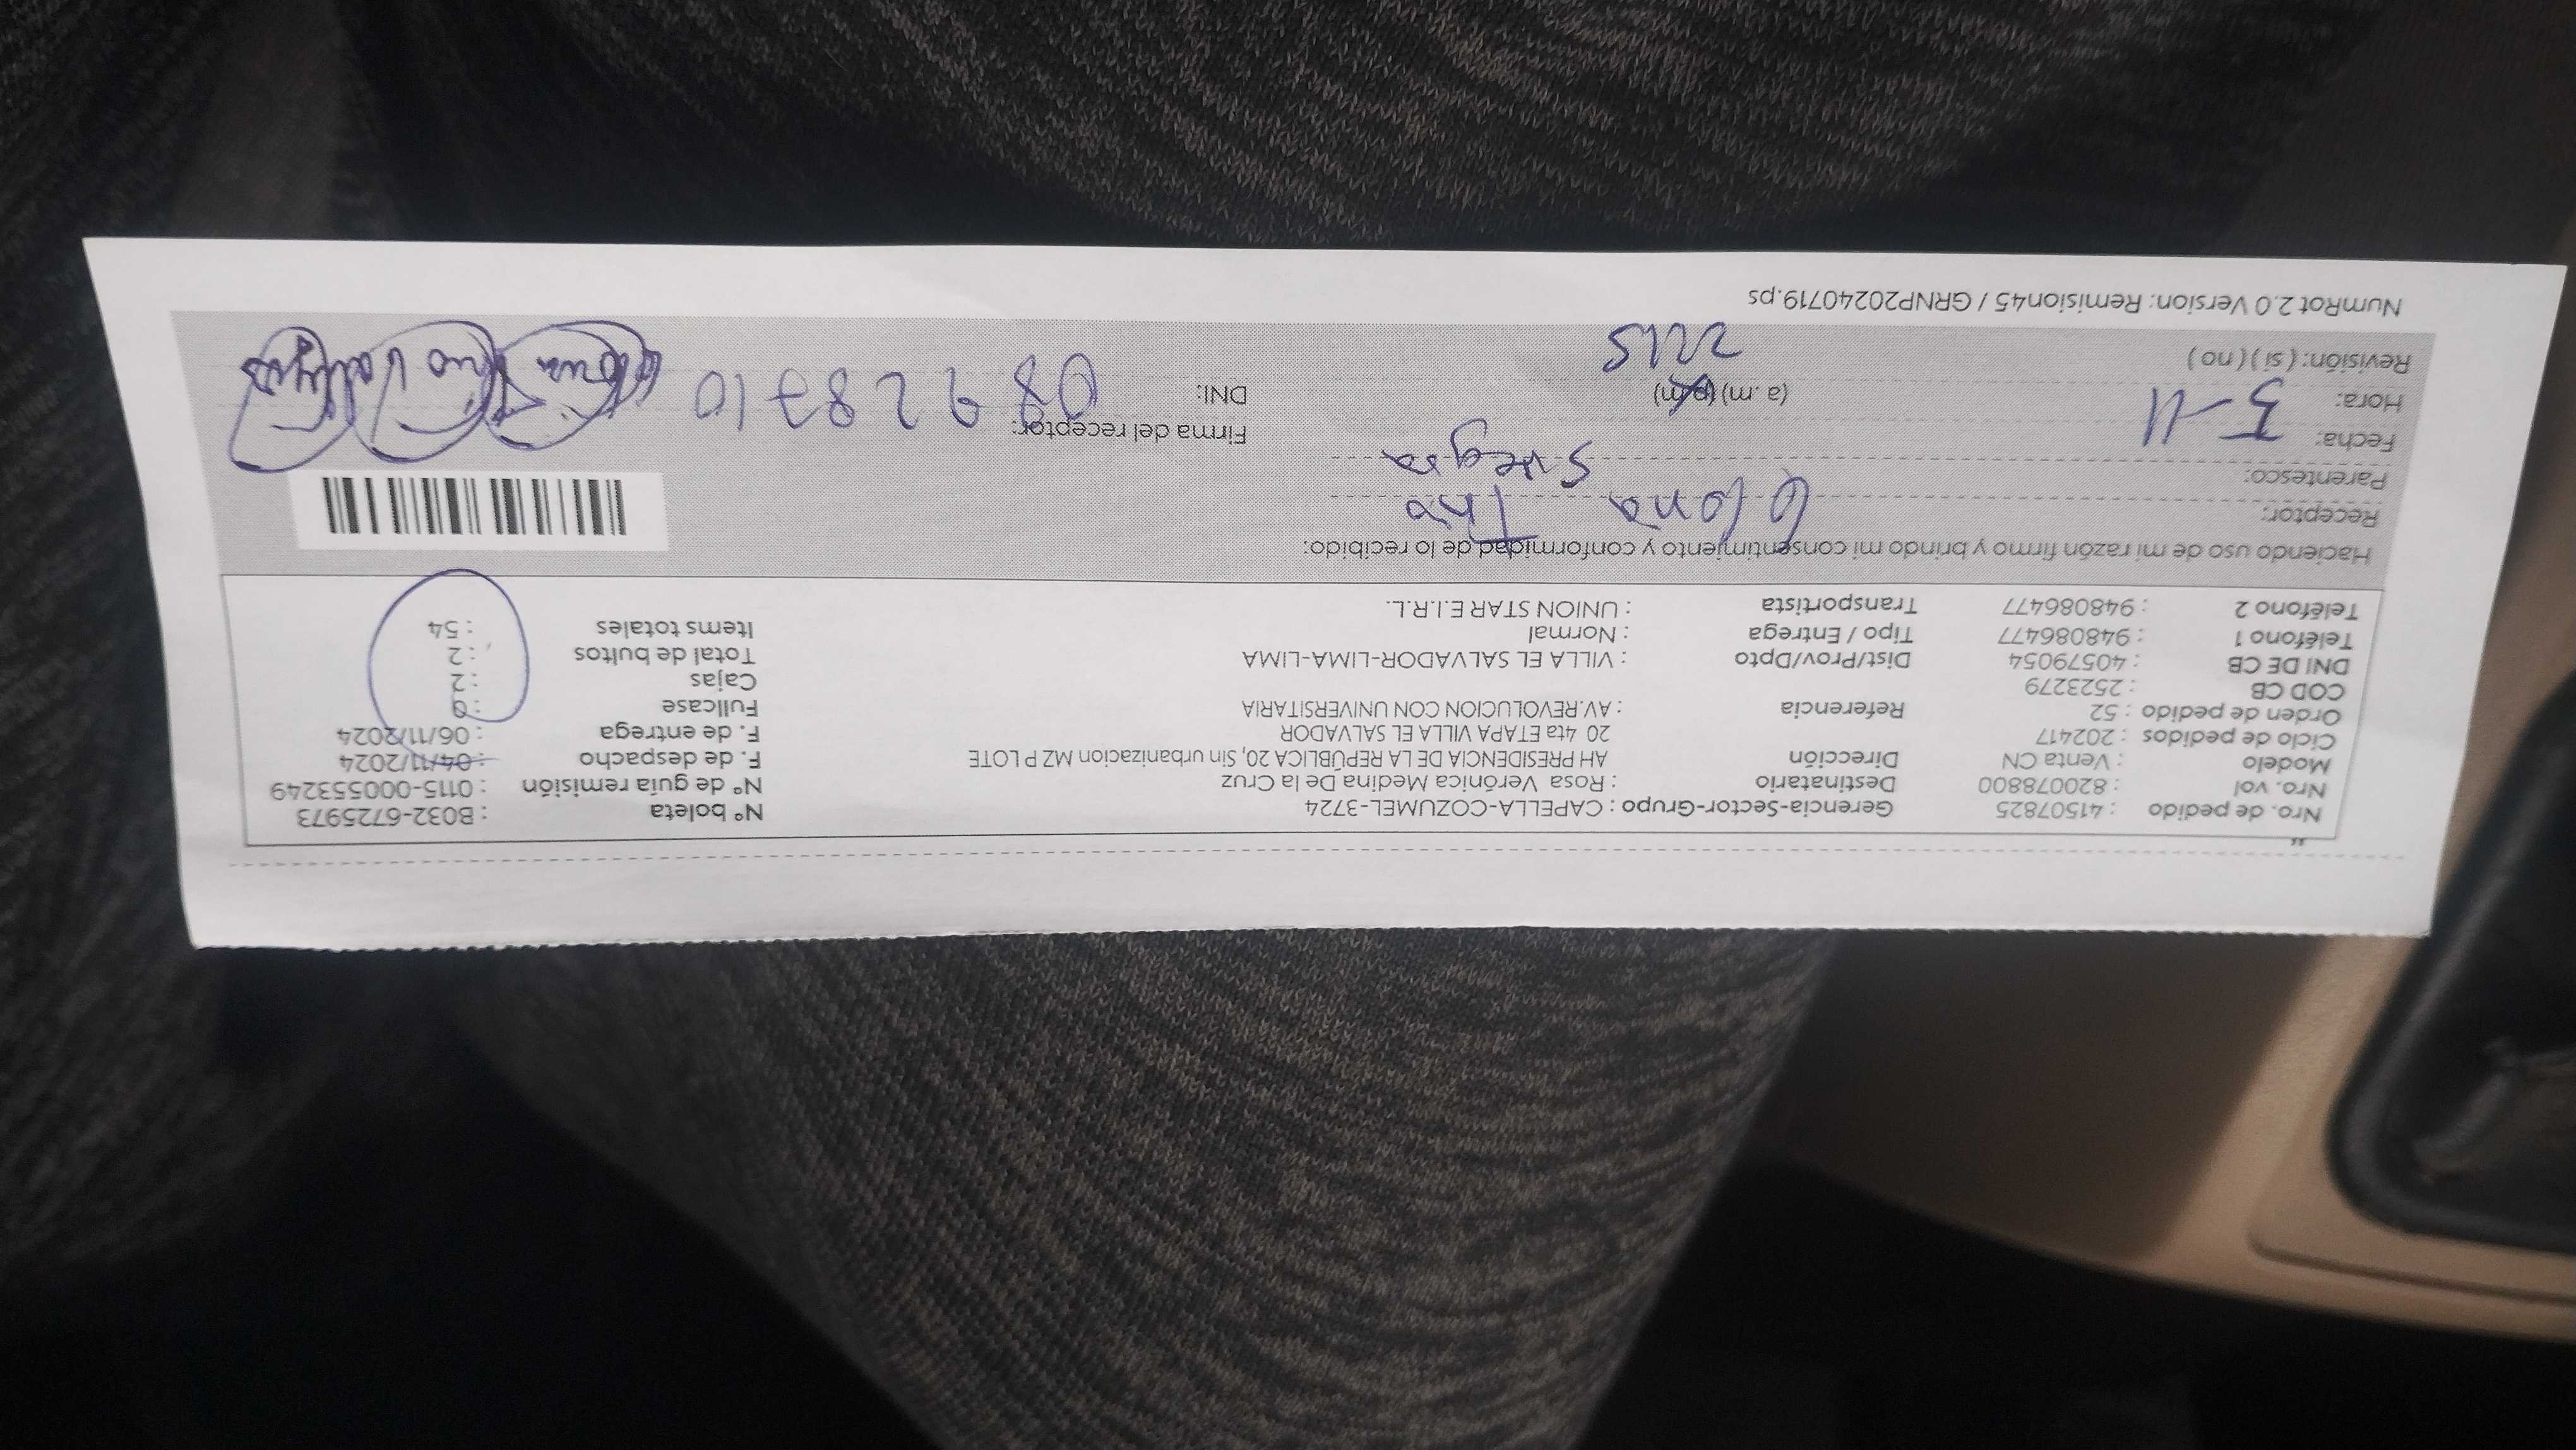 Nro. de pedido : 41507825 Gerencia-Sector-Grupo : CAPELLA-COZUMEL-3724 N° boleta : B032-6725973
Nro. vol : 820078800 Destinatario : Rosa Verónica Medina De la Cruz N° de guía remisión : 0115-000553249
Modelo : Venta CN Dirección AH PRESIDENCIA DE LA REPÚBLICA 20, Sin urbanizacion MZ P LOTE F. de despacho : 04/11/2024
Ciclo de pedidos : 202417 20 4ta ETAPA VILLA EL SALVADOR F. de entrega : 06/11/2024
Orden de pedido : 52 Referencia : AV.REVOLUCION CON UNIVERSITARIA Fullcase : 0
COD CB : 2523279 Cajas : 2
DNI DE CB : 40579054 Dist/Prov/Dpto : VILLA EL SALVADOR-LIMA-LIMA Total de bultos : 2
Teléfono 1 : 948086477 Tipo / Entrega : Normal Items totales : 54
Teléfono 2 : 948086477 Transportista : UNION STAR E.I.R.L.
Haciendo uso de mi razón firmo y brindo mi consentimiento y conformidad de lo recibido:
Receptor:
Parentesco: Suegra
Fecha: 5-11 Firma del receptor:
Hora: (a.m) (p.m) DNI:
Revisión: ( si ) ( no )
NumRot 2.0 Version: Remision45 / GRNP20240719.ps